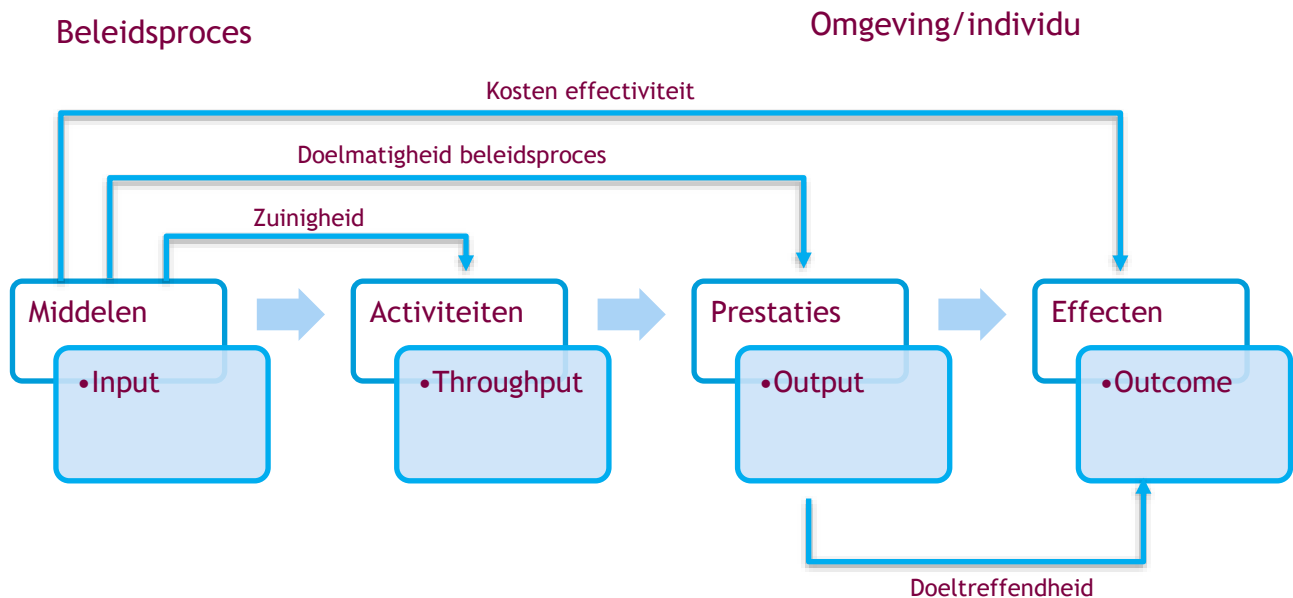 Beleidsproces
Omgeving/individu
Kosten effectiviteit
Doelmatigheid beleidsproces
Zuinigheid
Middelen
•Input
Activiteiten
•Throughput
Prestaties
•Output
Effecten
•Outcome
Doeltreffendheid